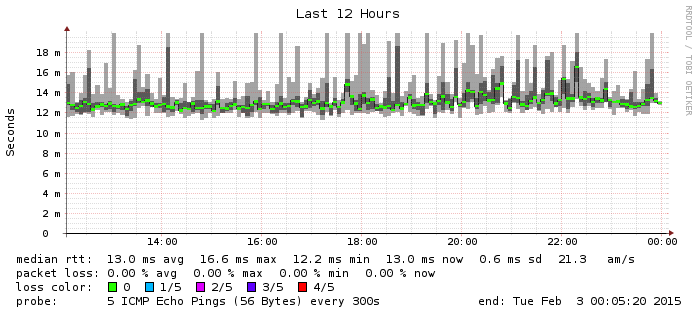 Last 12 Hours
RRDTOOL / TOBI OETIKER
Seconds
18 m
16 m
14 m
12 m
10 m
8 m
6 m
4 m
2 m
0
14:00 16:00 18:00 20:00 22:00 00:00
median rtt: 13.0 ms avg 16.6 ms max 12.2 ms min 13.0 ms now 0.6 ms sd 21.3 am/s
packet loss: 0.00 % avg 0.00 % max 0.00 % min 0.00 % now
loss color: 0 1/5 2/5 3/5 4/5
probe: 5 ICMP Echo Pings (56 Bytes) every 300s end: Tue Feb 3 00:05:20 2015